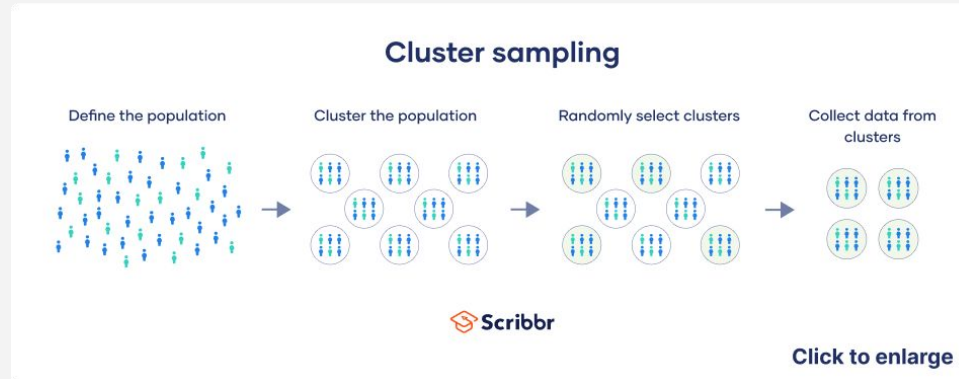 Cluster sampling
Define the population
Cluster the population
Randomly select clusters
Collect data from
clusters
Scribbr
Click to enlarge